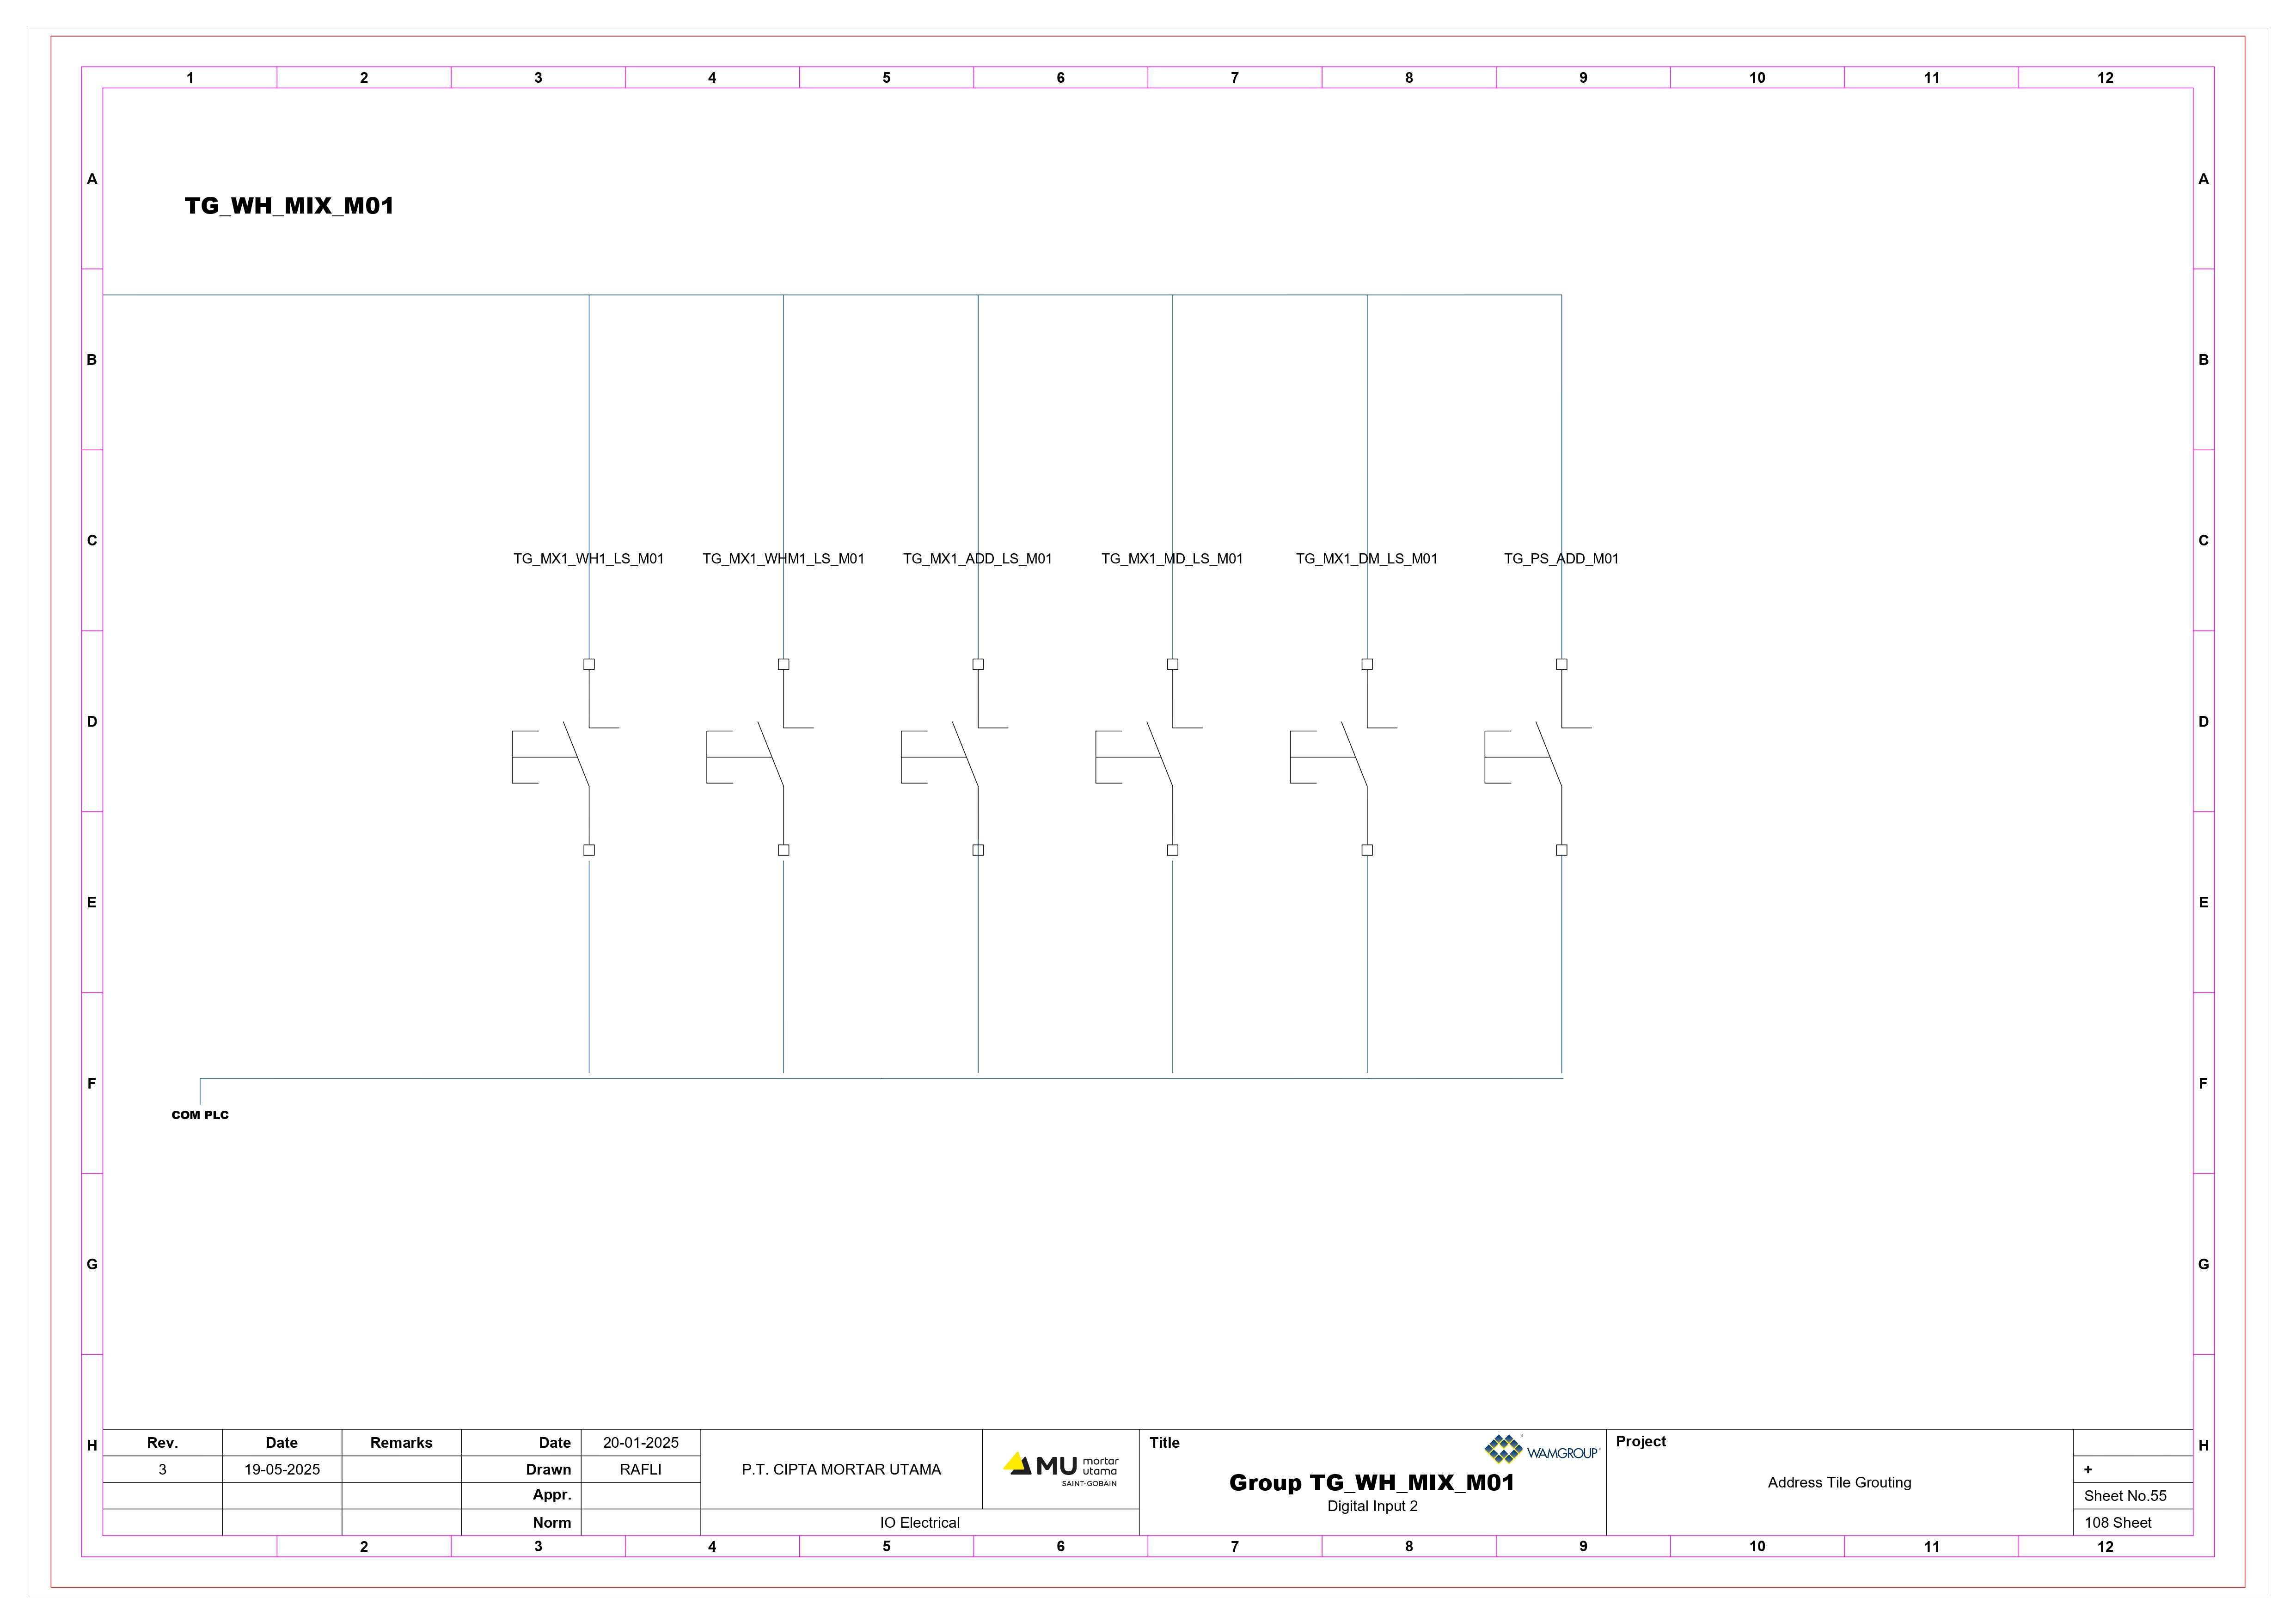 1 2 3 4 5 6 7 8 9 10 11 12
A A
TG_WH_MIX_M01
B B
C C
TG_MX1_WH1_LS_M01 TG_MX1_WHM1_LS_M01 TG_MX1_ADD_LS_M01 TG_MX1_MD_LS_M01 TG_MX1_DM_LS_M01 TG_PS_ADD_M01
D D
E E
F F
COM PLC
G G
H H
Rev. Date Remarks Date 20-01-2025
3 19-05-2025 Drawn RAFLI
Appr.
Norm
P.T. CIPTA MORTAR UTAMA
MU mortar
utama
SAINT-GOBAIN
IO Electrical
Title
WAMGROUP®
Group TG_WH_MIX_M01
Digital Input 2
Project
Address Tile Grouting
+
Sheet No.55
108 Sheet
2 3 4 5 6 7 8 9 10 11 12